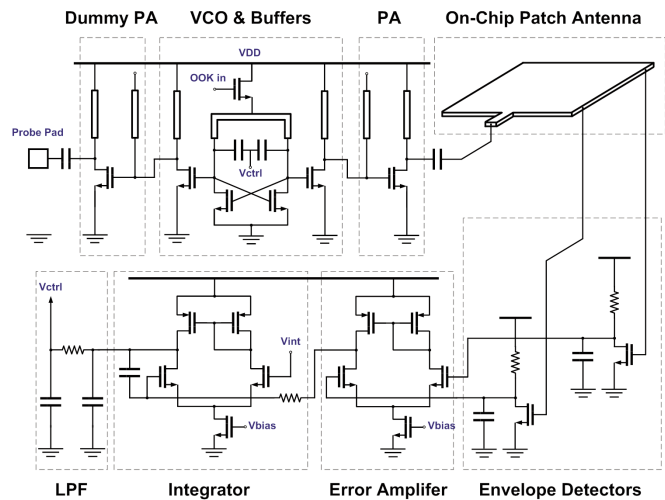 Dummy PA
VCO & Buffers
PA
On-Chip Patch Antenna
VDD
OOK in
Probe Pad
Vctrl
Vctrl
Vint
Vbias
Vbias
LPF
Integrator
Error Amplifer
Envelope Detectors